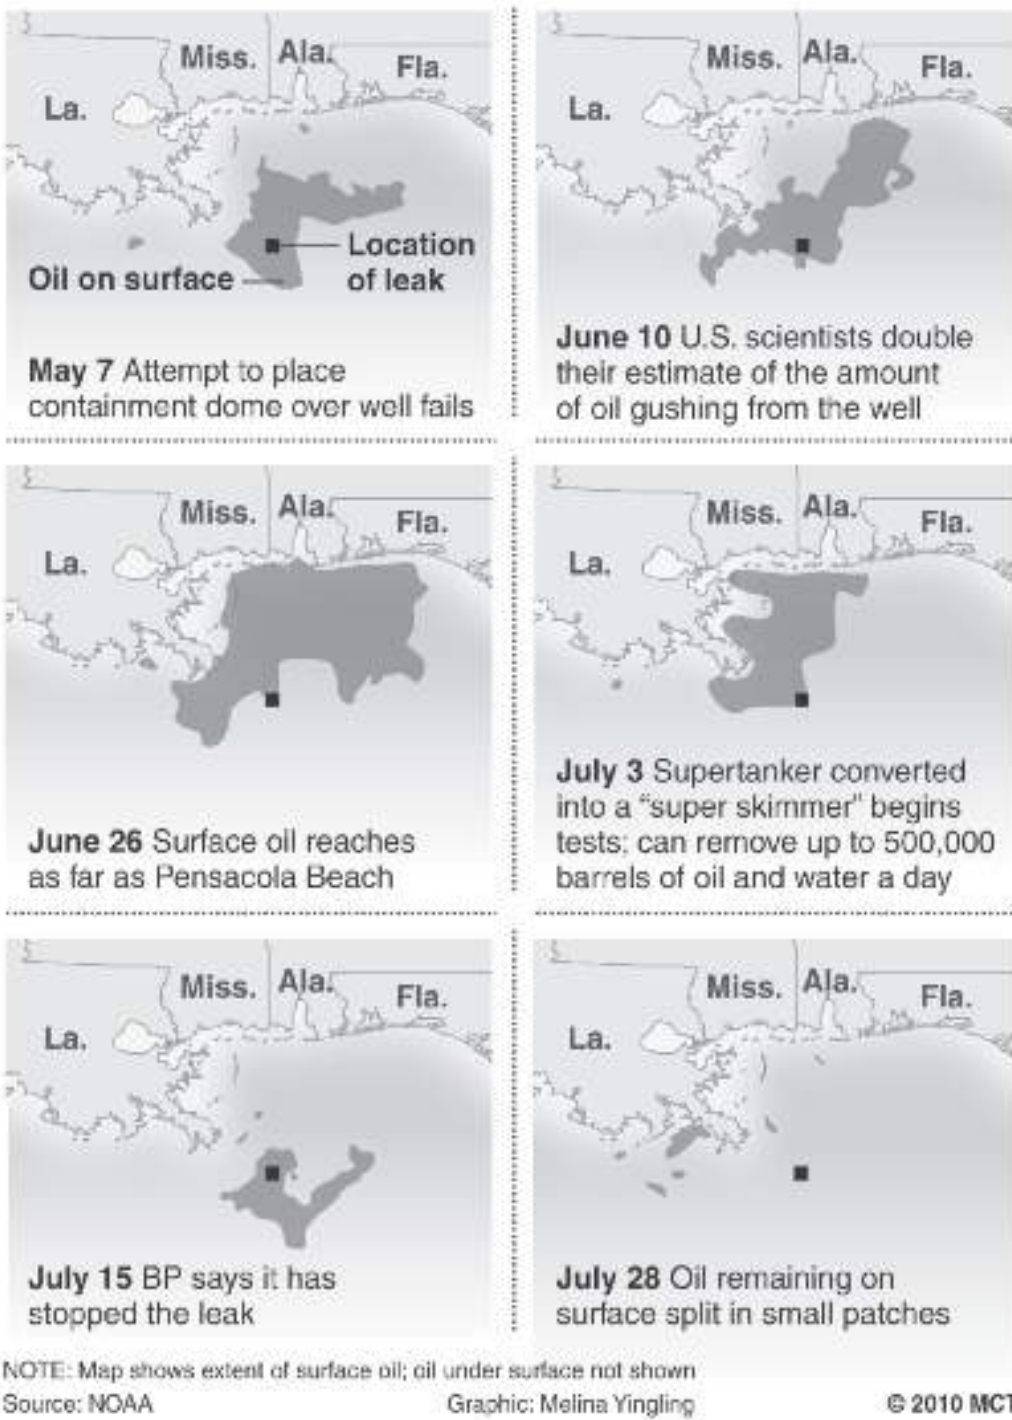 Miss. Ala. Fla.
La.
Location
of leak
Oil on surface
May 7 Attempt to place
containment dome over well fails
Miss. Ala. Fla.
La.
June 10 U.S. scientists double
their estimate of the amount
of oil gushing from the well
Miss. Ala. Fla.
La.
June 26 Surface oil reaches
as far as Pensacola Beach
Miss. Ala. Fla.
La.
July 3 Supertanker converted
into a “super skimmer” begins
tests; can remove up to 500,000
barrels of oil and water a day
Miss. Ala. Fla.
La.
July 15 BP says it has
stopped the leak
Miss. Ala. Fla.
La.
July 28 Oil remaining on
surface split in small patches
NOTE: Map shows extent of surface oil; oil under surface not shown
Source: NOAA Graphic: Melina Yingling © 2010 MCT